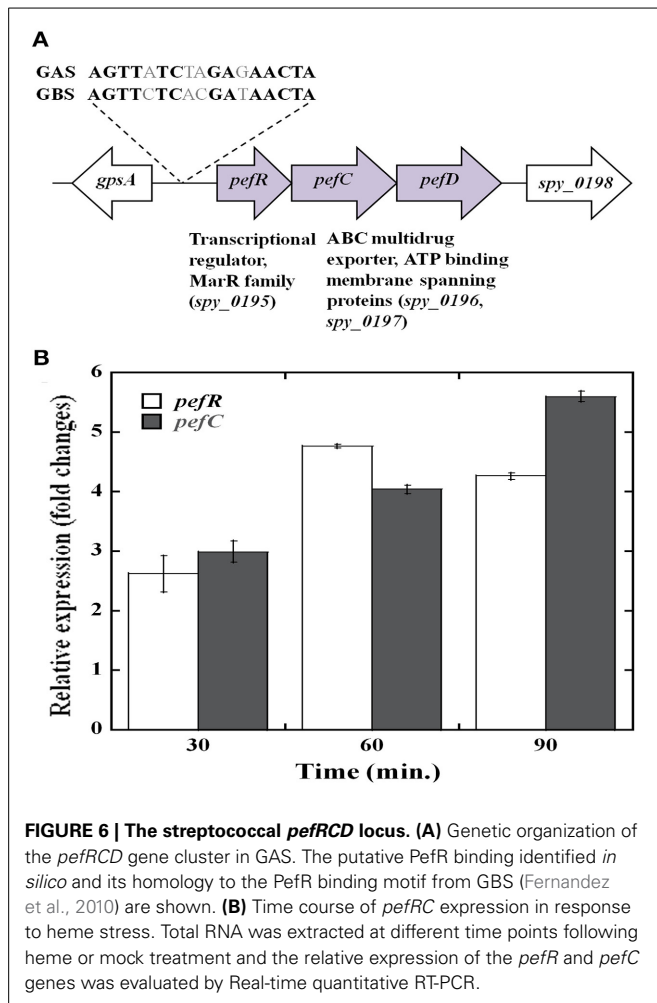 A
GAS AGTTATCTAGAGAACTA
GBS AGTTCTCACGATAACTA
gpsA
pefR
pefC
pefD
spy_0198
Transcriptional
regulator,
MarR family
(spy_0195)
ABC multidrug
exporter, ATP binding
membrane spanning
proteins (spy_0196,
spy_0197)
B
Relative expression (fold changes)
6
5
4
3
2
1
0
pefR
pefC
30
60
90
Time (min.)
FIGURE 6 | The streptococcal pefRCD locus. (A) Genetic organization of
the pefRCD gene cluster in GAS. The putative PefR binding identified in
silico and its homology to the PefR binding motif from GBS (Fernandez
et al., 2010) are shown. (B) Time course of pefRC expression in response
to heme stress. Total RNA was extracted at different time points following
heme or mock treatment and the relative expression of the pefR and pefC
genes was evaluated by Real-time quantitative RT-PCR.